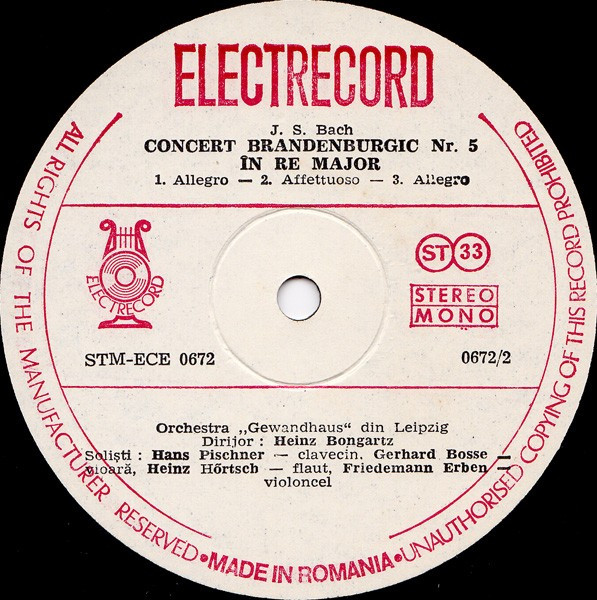 ELECTRECORD
J. S. Bach
CONCERT BRANDENBURGIC Nr. 5
ÎN RE MAJOR
1. Allegro — 2. Affettuoso — 3. Allegro
ELECTRECORD
ST 33
STEREO
MONO
STM-ECE 0672
0672/2
Orchestra „Gewandhaus“ din Leipzig
Dirijor : Heinz Bongartz
Soliști : Hans Pischner — clavecin, Gerhard Bosse —
vioară, Heinz Hőrtsch — flaut, Friedemann Erben —
violoncel
ALL RIGHTS OF THE MANUFACTURER RESERVED • MADE IN ROMANIA • UNAUTHORISED COPYING OF THIS RECORD PROHIBITED